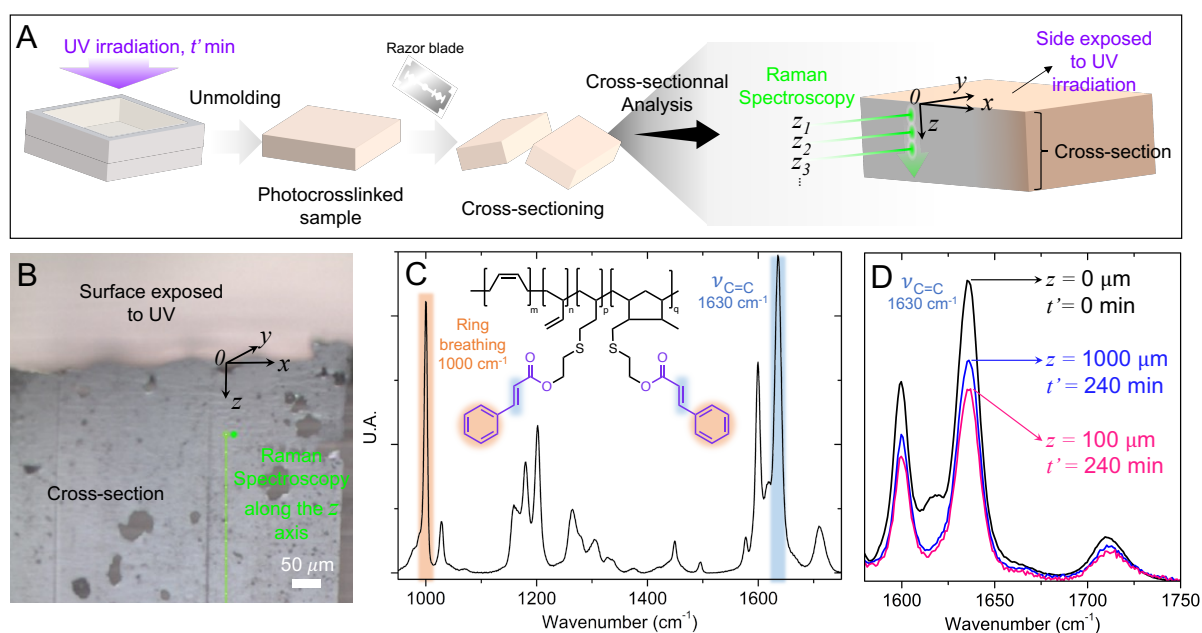 A
UV irradiation, t' min
Unmolding
Photocrosslinked
sample
Razor blade
Cross-sectioning
Cross-sectionnal
Analysis
Raman
Spectroscopy
z1
z2
z3
...
0
y
x
z
Side exposed
to UV
irradiation
Cross-section
B
Surface exposed
to UV
0
y
x
z
Cross-section
Raman
Spectroscopy
along the z
axis
50 μm
C
Ring
breathing
1000 cm-1
νC=C
1630 cm-1
m
n
p
q
S
S
O
O
O
O
U.A.
1000
1200
1400
1600
Wavenumber (cm-1)
D
νC=C
1630 cm-1
z = 0 μm
t' = 0 min
z = 1000 μm
t' = 240 min
z = 100 μm
t' = 240 min
1600
1650
1700
1750
Wavenumber (cm-1)